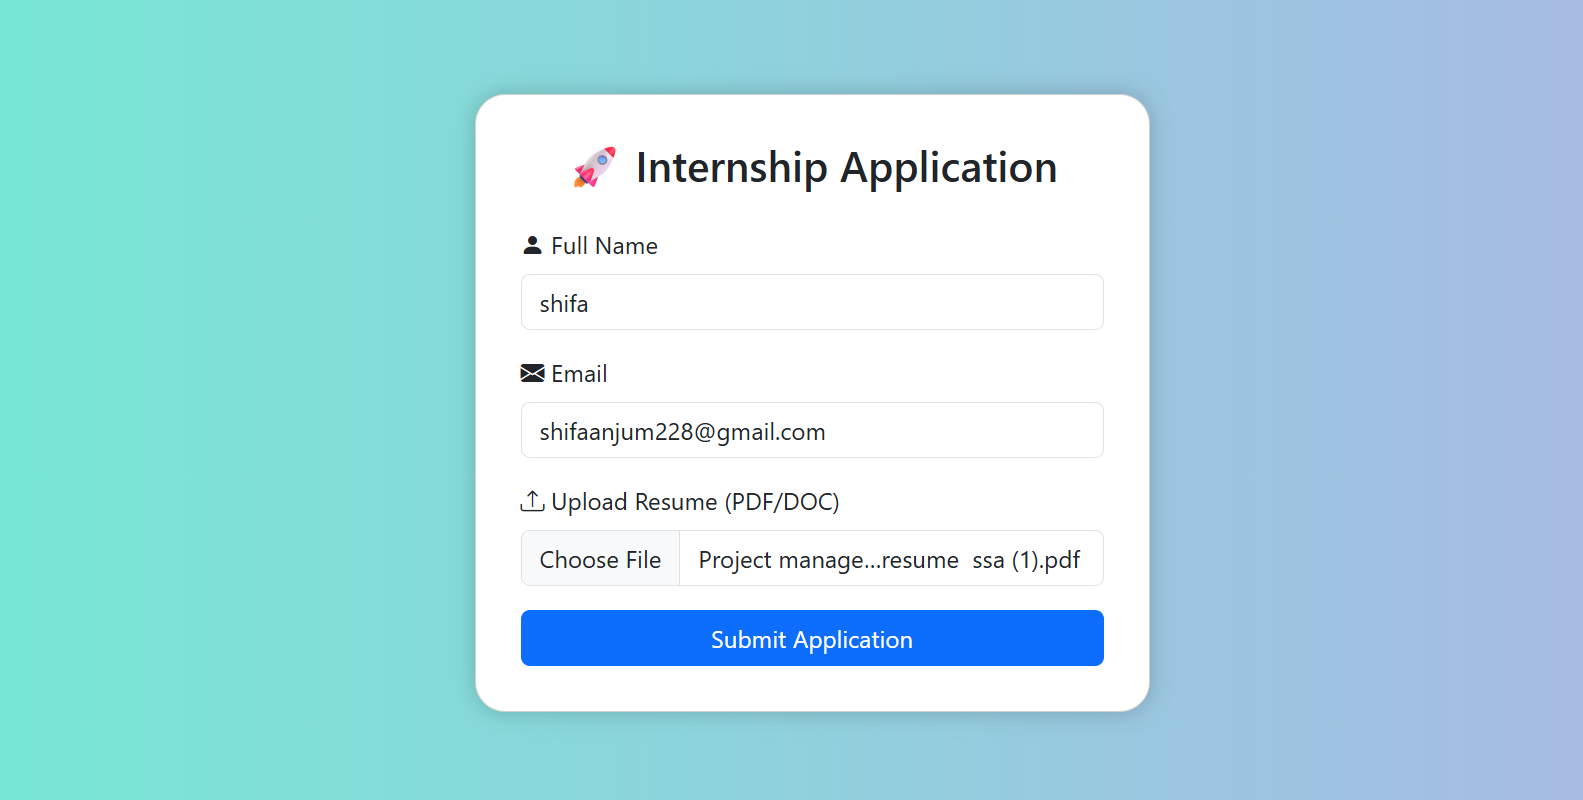 🚀 Internship Application
Full Name
shifa
Email
shifaanjum228@gmail.com
Upload Resume (PDF/DOC)
Choose File Project manage...resume  ssa (1).pdf
Submit Application